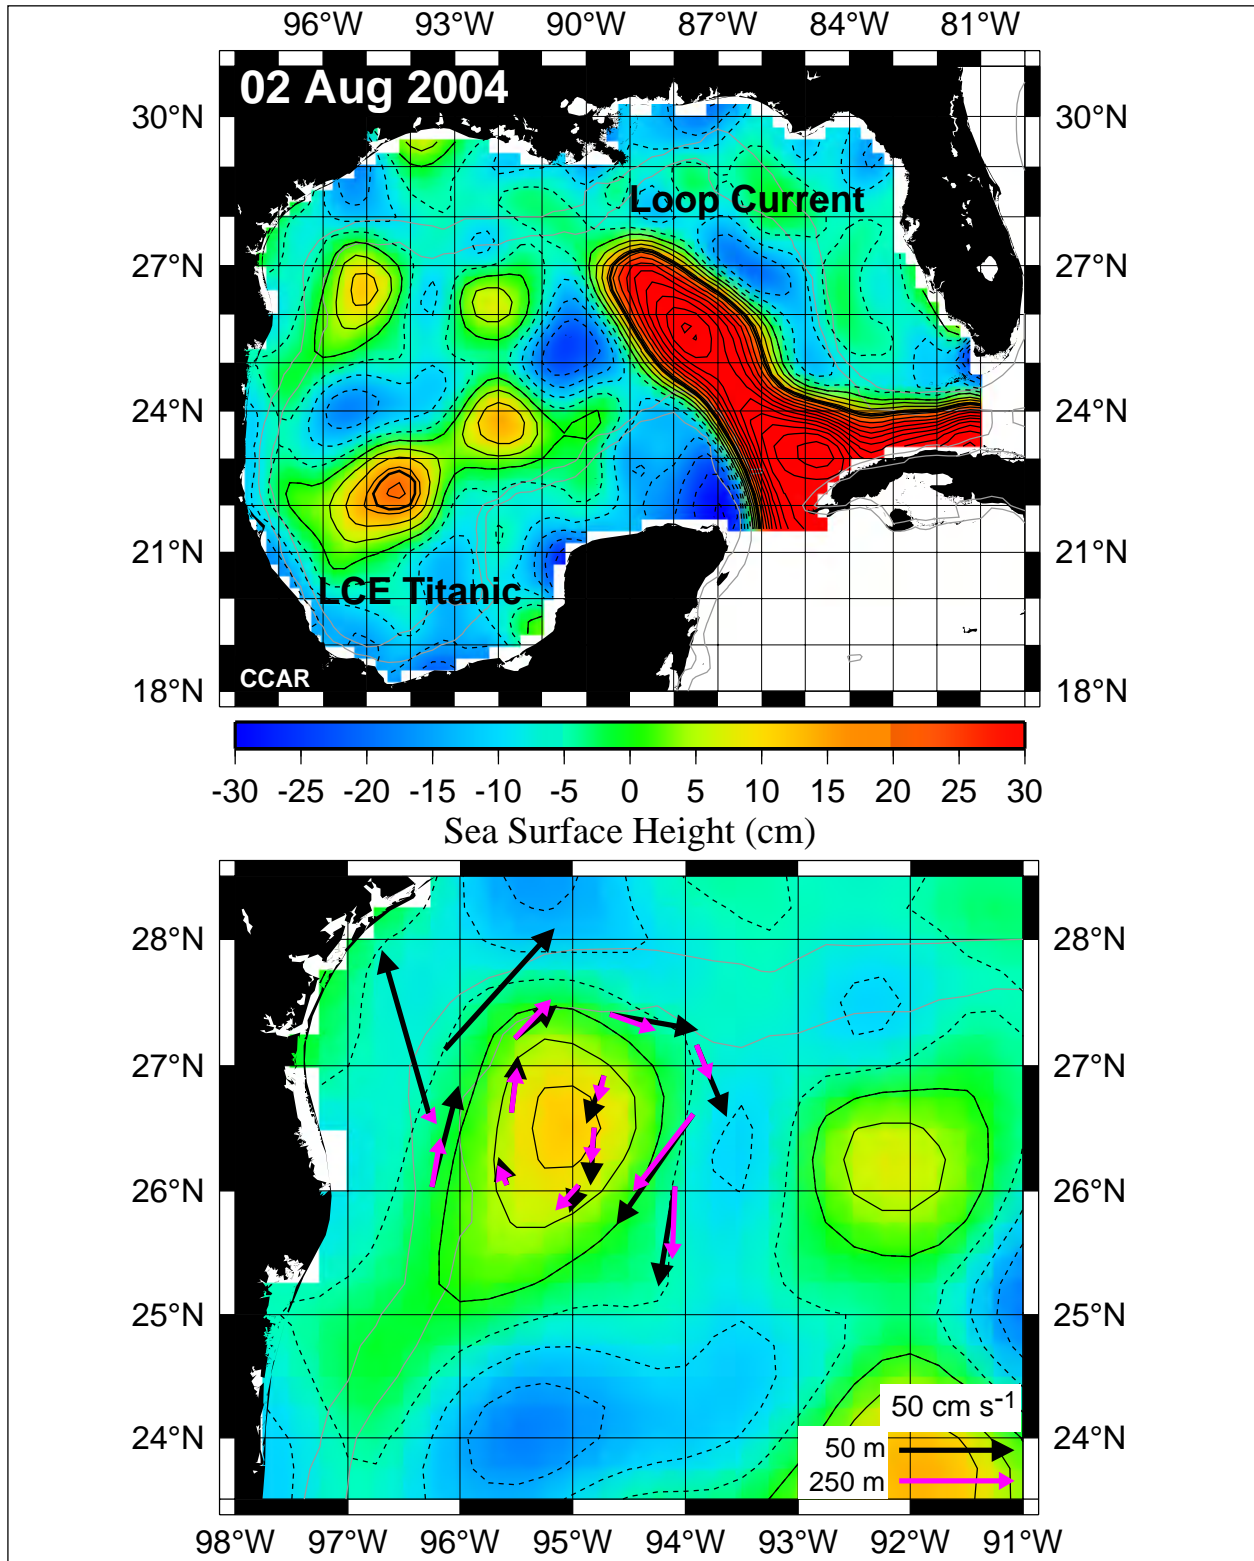 96°W 93°W 90°W 87°W 84°W 81°W
02 Aug 2004
30°N 30°N
Loop Current
27°N 27°N
24°N 24°N
21°N 21°N
LCE Titanic
CCAR
18°N 18°N
-30 -25 -20 -15 -10 -5 0 5 10 15 20 25 30
Sea Surface Height (cm)
28°N 28°N
27°N 27°N
26°N 26°N
25°N 25°N
50 cm s-1
24°N 50 m 24°N
250 m
98°W 97°W 96°W 95°W 94°W 93°W 92°W 91°W